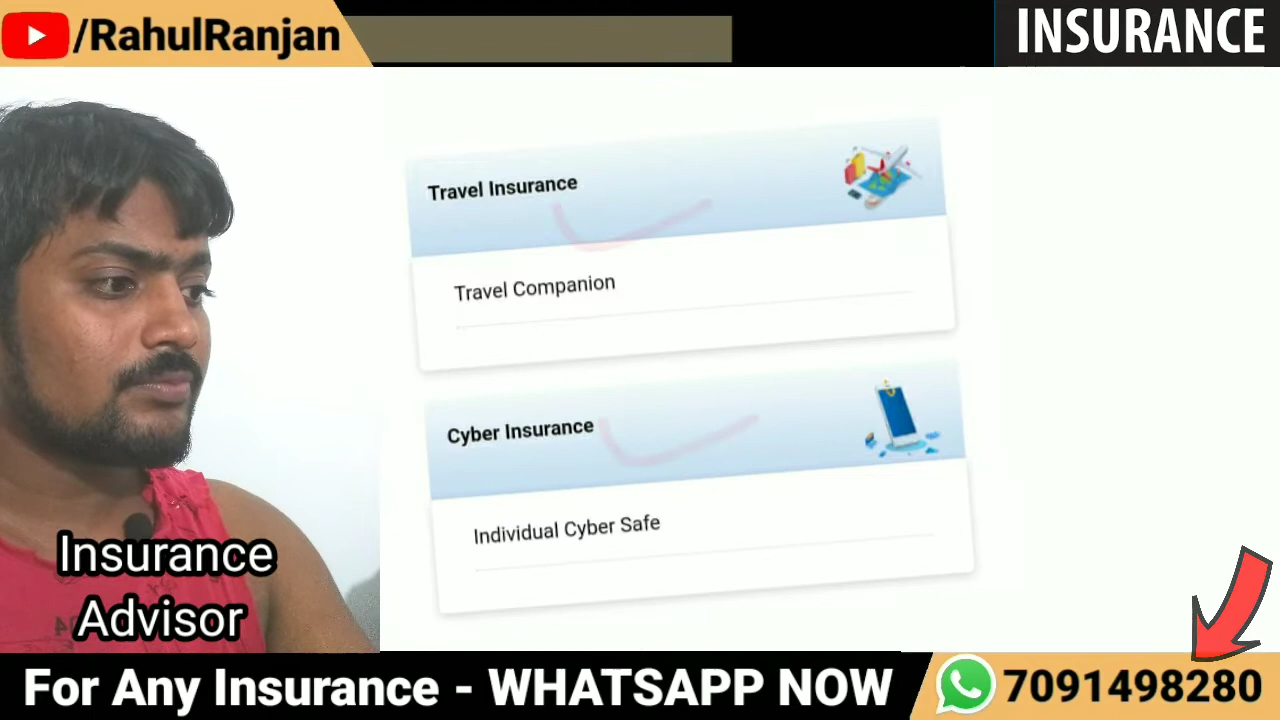 /RahulRanjan
INSURANCE
Travel Insurance
Travel Companion
Cyber Insurance
Individual Cyber Safe
Insurance
Advisor
For Any Insurance - WHATSAPP NOW
7091498280